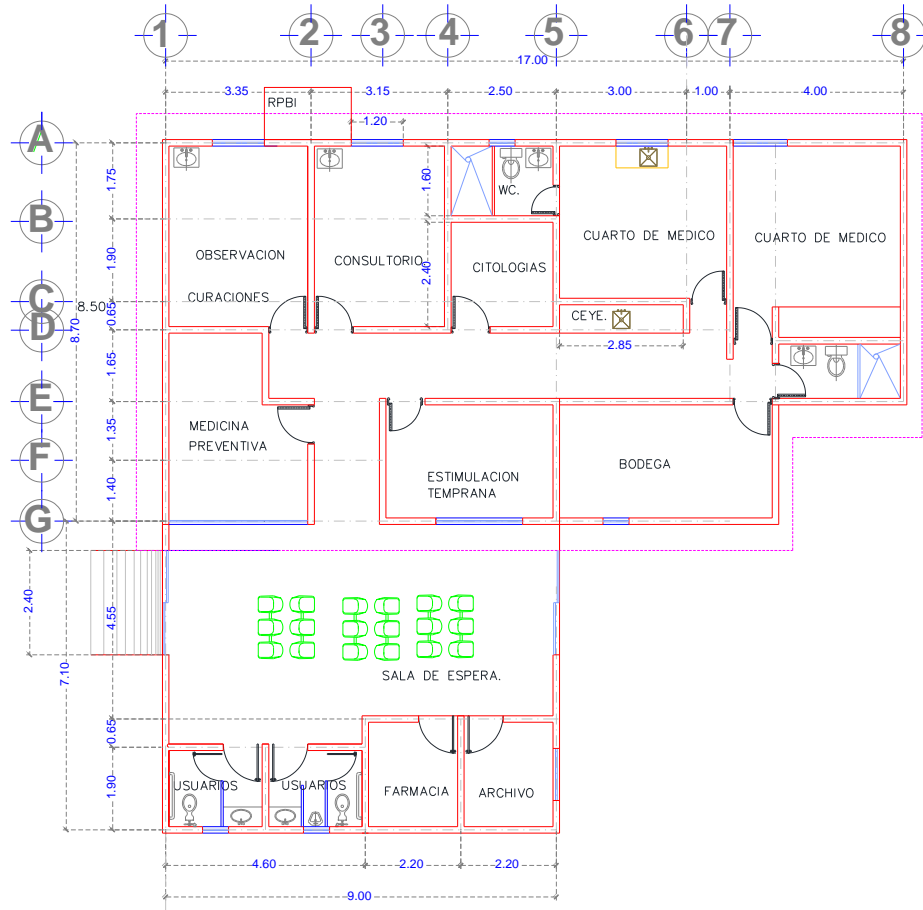 1 2 3 4 5 6 7 8
17.00
3.35 3.15 2.50 3.00 1.00 4.00
RPBI
1.20
A
1.75
1.60
WC.
B
1.90
OBSERVACION
CURACIONES
CONSULTORIO
2.40
CITOLOGIAS
CUARTO DE MEDICO
CUARTO DE MEDICO
C
8.50
0.65
D
8.70
CEYE.
2.85
1.65
E
MEDICINA
PREVENTIVA
1.35
F
ESTIMULACION
TEMPRANA
BODEGA
1.40
G
2.40
4.55
7.10
SALA DE ESPERA.
0.65
1.90
USUARIOS
USUARIOS
FARMACIA
ARCHIVO
4.60 2.20 2.20
9.00